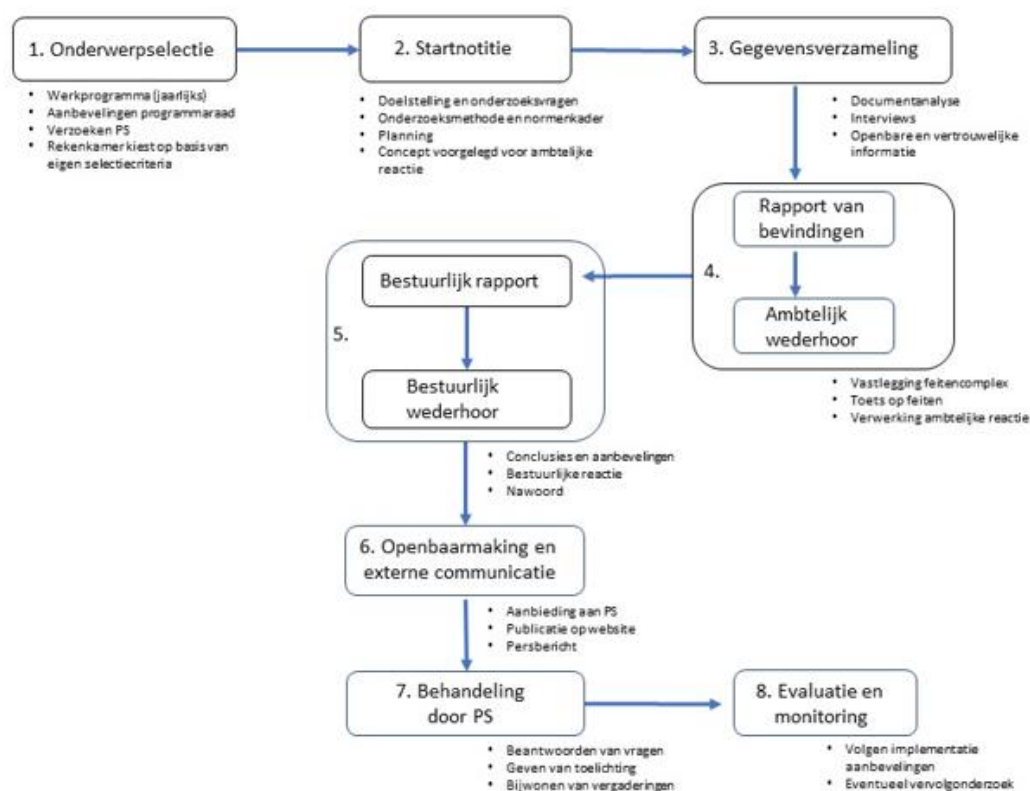 1. Onderwerpselectie
• Werkprogramma (jaarlijks)
• Aanbevelingen programmaraad
• Verzoeken PS
• Rekenkamer kiest op basis van
eigen selectiecriteria
2. Startnotitie
• Doelstelling en onderzoeksvragen
• Onderzoeksmethode en normenkader
• Planning
• Concept voorgelegd voor ambtelijke
reactie
3. Gegevensverzameling
• Documentanalyse
• Interviews
• Openbare en vertrouwelijke
informatie
4.
Rapport van
bevindingen
Ambtelijk
wederhoor
• Vastlegging feitencomplex
• Toets op feiten
• Verwerking ambtelijke reactie
5.
Bestuurlijk rapport
Bestuurlijk
wederhoor
• Conclusies en aanbevelingen
• Bestuurlijke reactie
• Nawoord
6. Openbaarmaking en
externe communicatie
• Aanbieding aan PS
• Publicatie op website
• Persbericht
7. Behandeling
door PS
• Beantwoorden van vragen
• Geven van toelichting
• Bijwonen van vergaderingen
8. Evaluatie en
monitoring
• Volgen implementatie
aanbevelingen
• Eventueel vervolgonderzoek